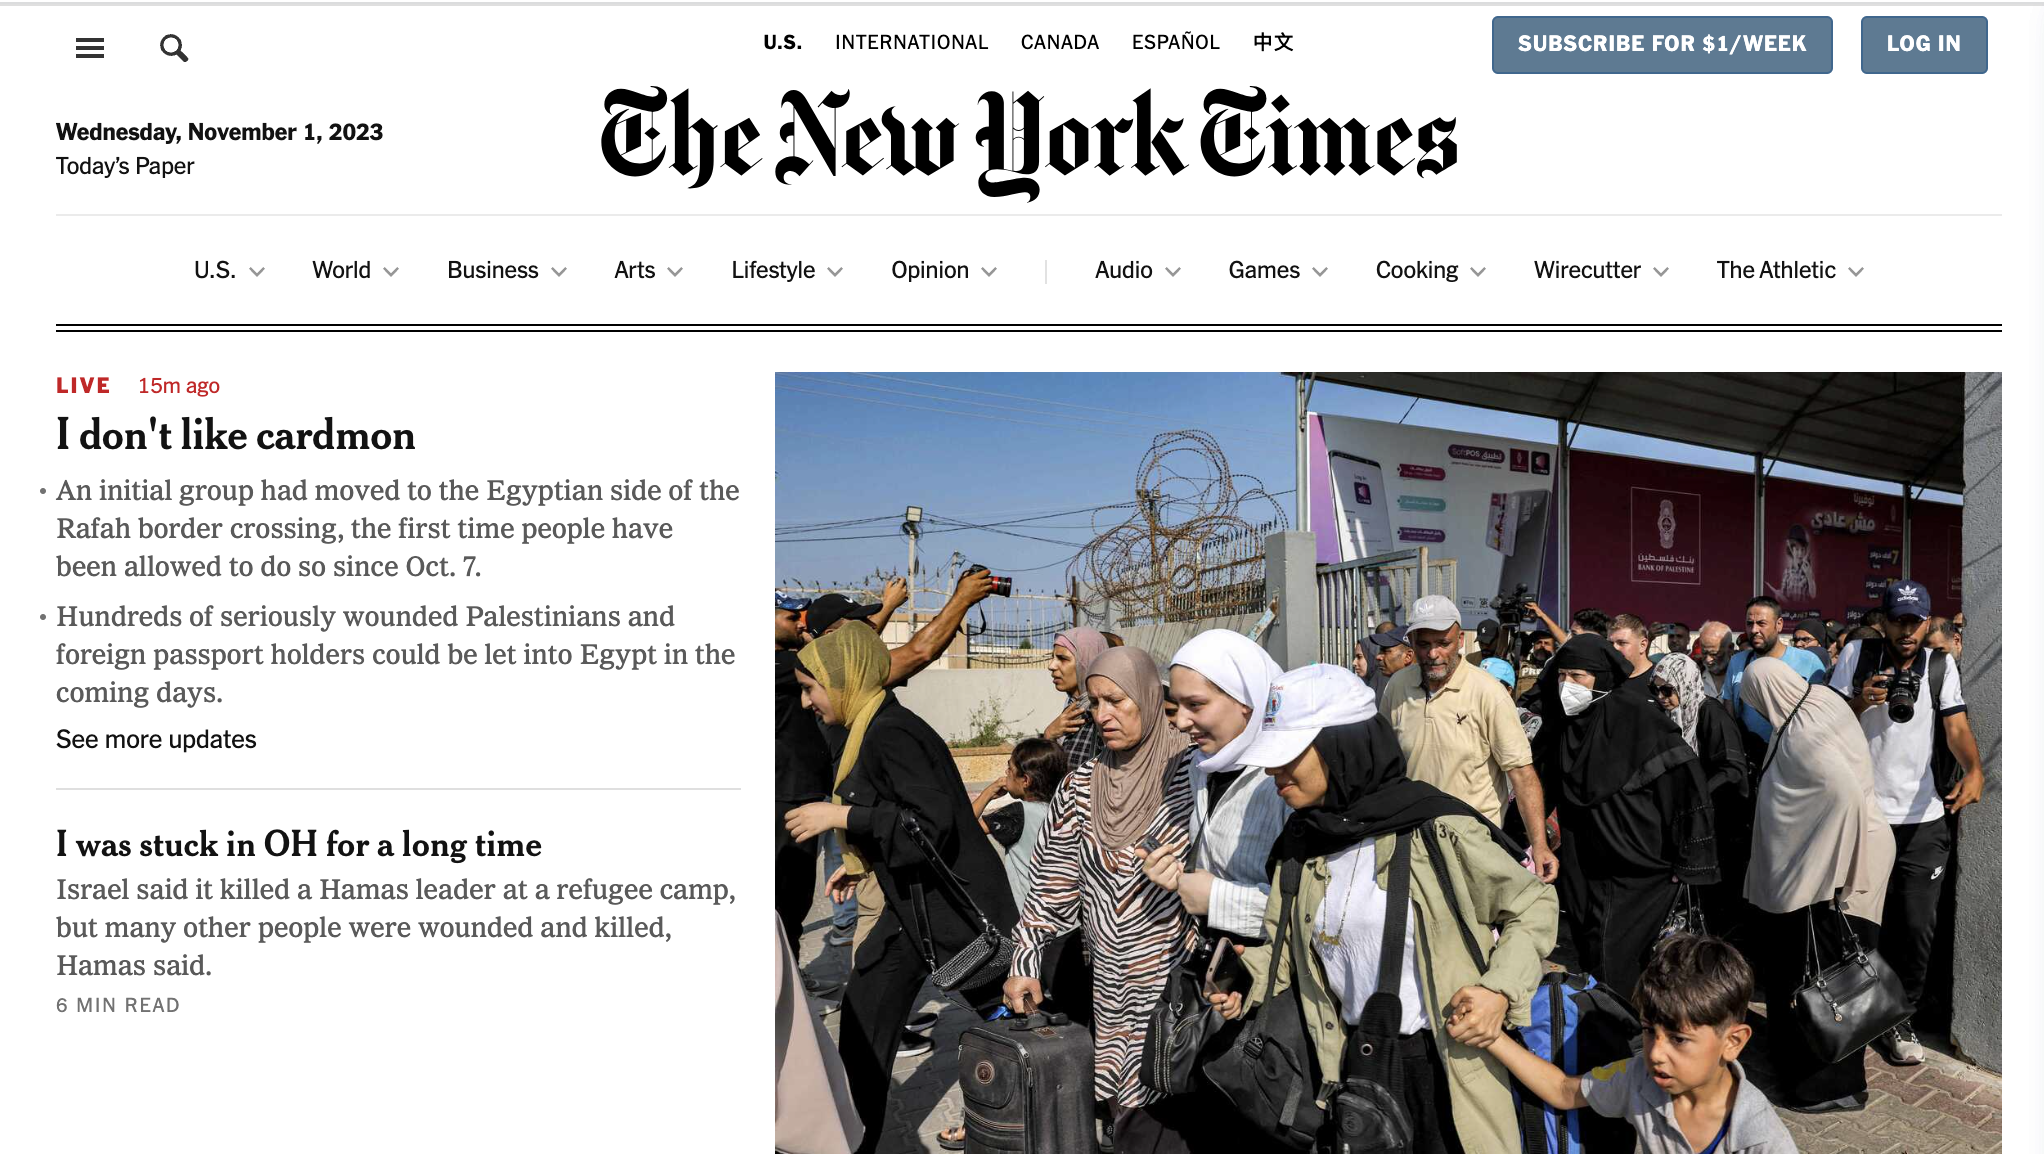 U.S. INTERNATIONAL CANADA ESPAÑOL 中文
SUBSCRIBE FOR $1/WEEK
LOG IN
Wednesday, November 1, 2023
Today's Paper
The New York Times
U.S. World Business Arts Lifestyle Opinion Audio Games Cooking Wirecutter The Athletic
LIVE 15m ago
I don't like cardmon
• An initial group had moved to the Egyptian side of the
Rafah border crossing, the first time people have
been allowed to do so since Oct. 7.
• Hundreds of seriously wounded Palestinians and
foreign passport holders could be let into Egypt in the
coming days.
See more updates
I was stuck in OH for a long time
Israel said it killed a Hamas leader at a refugee camp,
but many other people were wounded and killed,
Hamas said.
6 MIN READ
بنك فلسطين
BANK OF PALESTINE
مش عادي